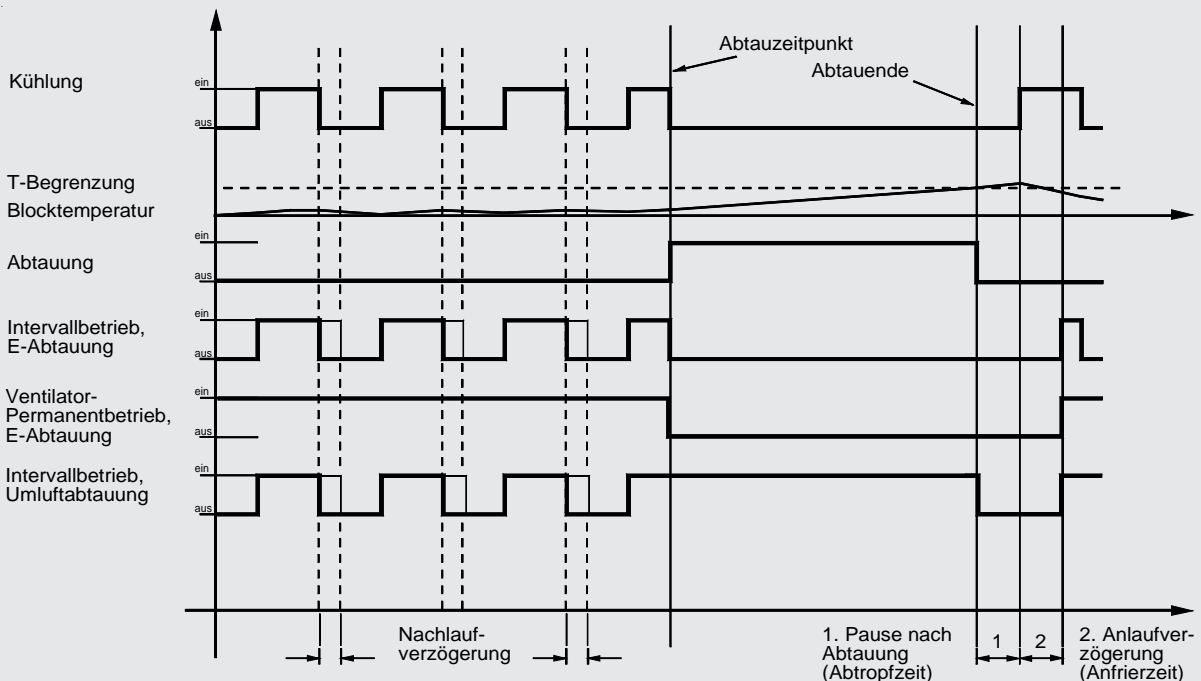 Abtauzeitpunkt
Abtauende
Kühlung
ein
aus
T-Begrenzung
Blocktemperatur
ein
Abtauung
aus
Intervallbetrieb,
E-Abtauung
ein
aus
Ventilator-
Permanentbetrieb,
E-Abtauung
ein
aus
Intervallbetrieb,
Umluftabtauung
ein
aus
Nachlauf-
verzögerung
1. Pause nach
Abtauung
(Abtropfzeit)
1
2
2. Anlaufver-
zögerung
(Anfrierzeit)